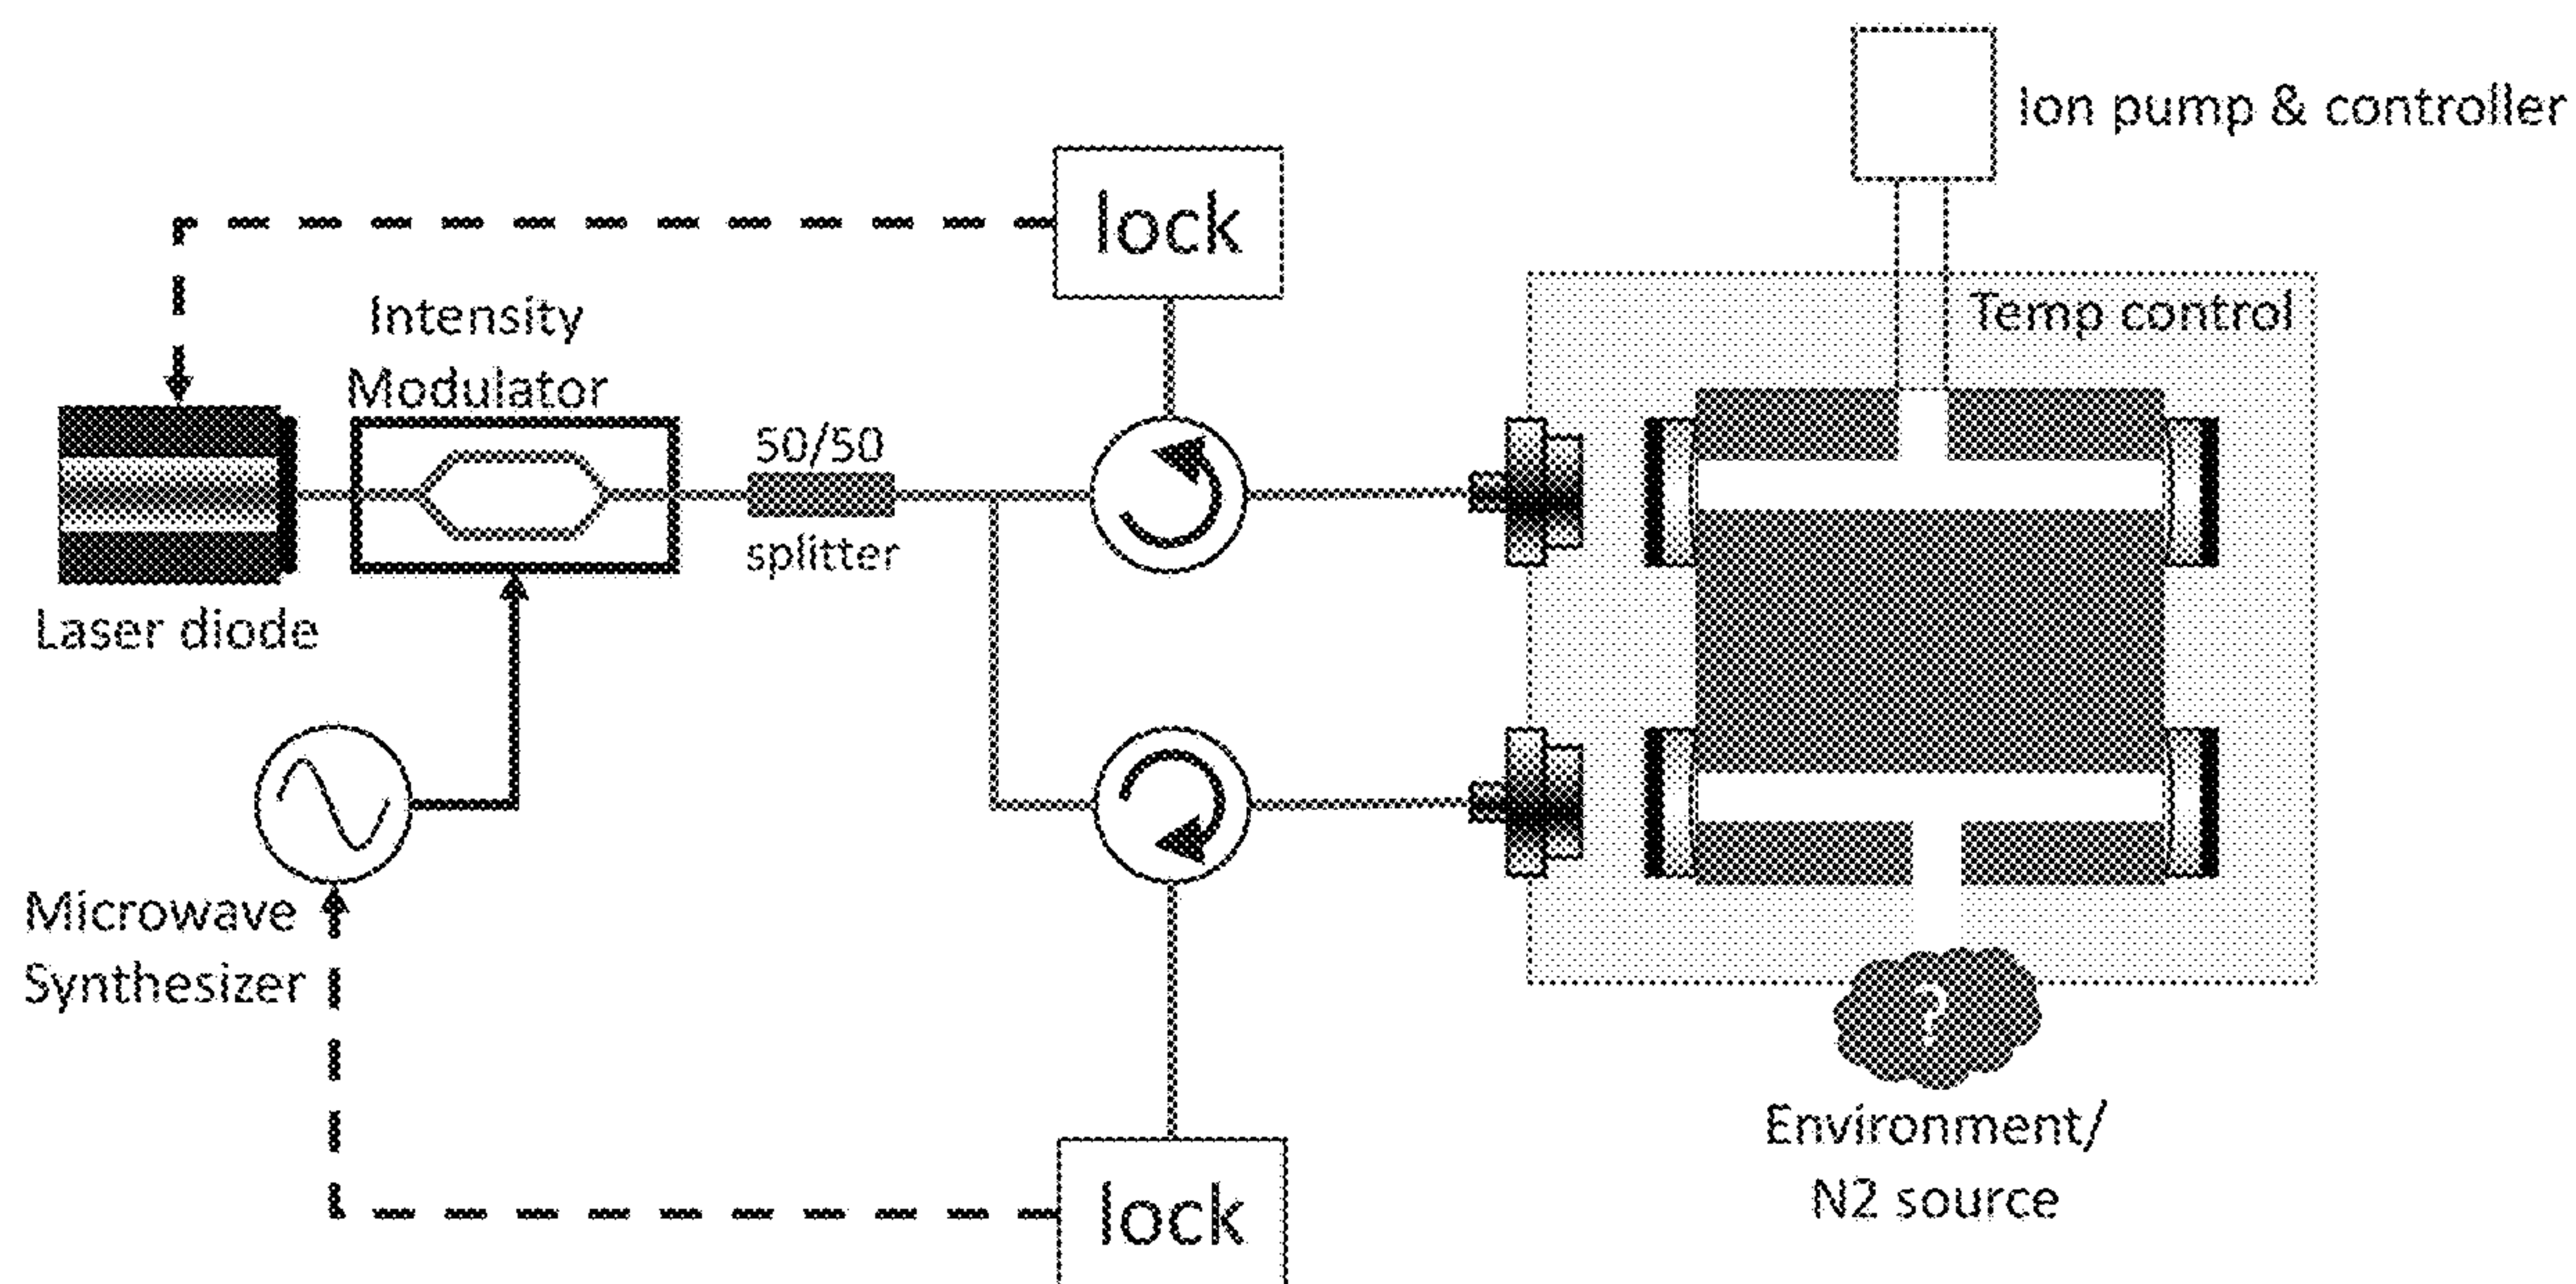 Ion pump & controller
lock
Temp control
Intensity
Modulator
50/50
splitter
Laser diode
Microwave
Synthesizer
?
Environment/
N2 source
lock